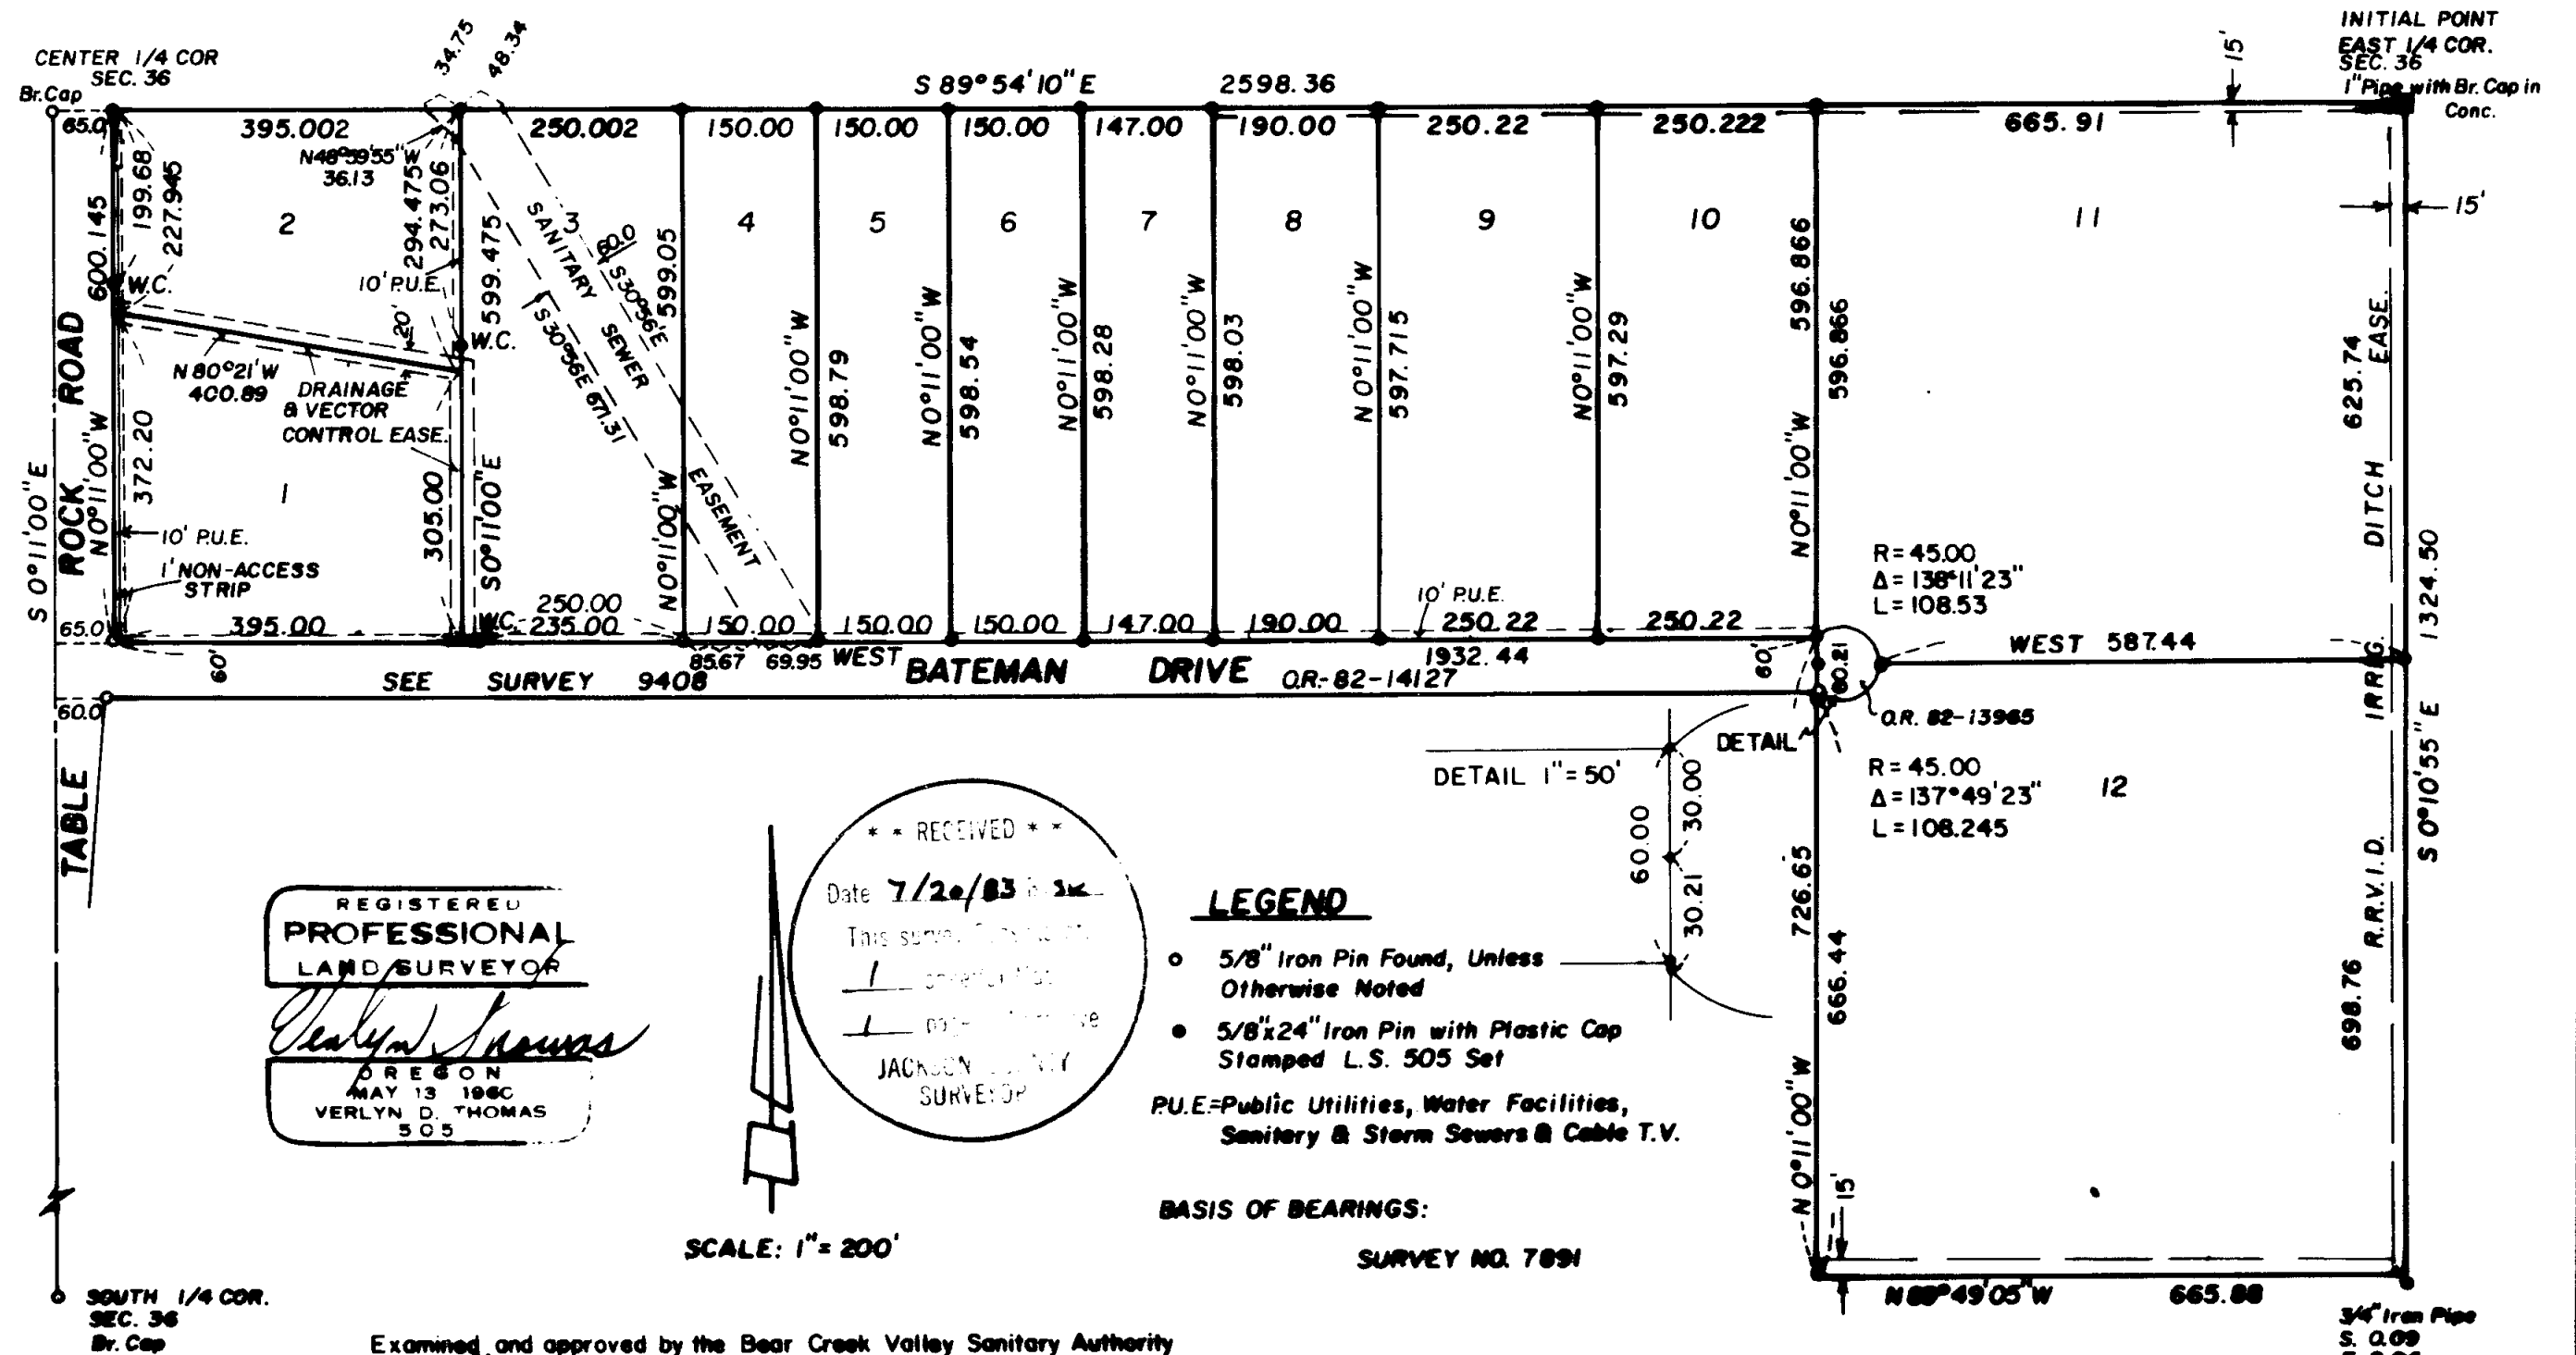 CENTER 1/4 COR
SEC. 36
Br.Cap
34.75
48.34
S 89° 54' 10" E 2598.36
INITIAL POINT
EAST 1/4 COR.
SEC. 36
1" Pipe with Br. Cap in
Conc.
15'
65.0
395.002
250.002
150.00
150.00
150.00
147.00
190.00
250.22
250.222
665.91
N48°59'55"W
36.13
600.145
199.68
227.945
2
294.475
273.06
10' P.U.E.
599.475
3
SANITARY SEWER EASEMENT
60.0
S30°56'E
S30°56'E 671.31
599.05
4
5
6
7
8
9
10
11
15'
W.C.
20'
W.C.
N 80°21' W
400.89
DRAINAGE
& VECTOR
CONTROL EASE.
S 0°11'00" E
TABLE ROCK ROAD
N0°11'00"W
372.20
1
305.00
S0°11'00"E
N0°11'00"W
N0°11'00"W
598.79
N0°11'00"W
598.54
N0°11'00"W
598.28
N0°11'00"W
598.03
N0°11'00"W
597.715
N0°11'00"W
597.29
596.866
N0°11'00"W
596.866
625.74
R.R.V.I.D. IRRIG. DITCH EASE.
S 0°10'55" E 1324.50
10' P.U.E.
1' NON-ACCESS
STRIP
R = 45.00
Δ = 138°11'23"
L = 108.53
65.0
395.00
W.C.
250.00
235.00
150.00
150.00
150.00
147.00
190.00
10' P.U.E.
250.22
250.22
60'
85.67
69.95
WEST
1932.44
60'
60.21
WEST 587.44
SEE SURVEY 9408
BATEMAN DRIVE
O.R.-82-14127
60.0
O.R. 82-13965
DETAIL
DETAIL 1" = 50'
60.00
30.00
30.21
R = 45.00
Δ = 137°49'23"
L = 108.245
12
726.65
666.44
N 0°11'00" W
698.76
15'
N 89°49'05"W 665.88
3/4" Iron Pipe
S. 0.09
REGISTERED
PROFESSIONAL
LAND SURVEYOR
Verlyn Thomas
OREGON
MAY 13 1960
VERLYN D. THOMAS
505
* * RECEIVED * *
Date 7/20/83
This survey
1
1
JACKSON COUNTY
SURVEYOR
SCALE: 1" = 200'
LEGEND
5/8" Iron Pin Found, Unless
Otherwise Noted
5/8"x24" Iron Pin with Plastic Cap
Stamped L.S. 505 Set
P.U.E.=Public Utilities, Water Facilities,
Sanitary & Storm Sewers & Cable T.V.
BASIS OF BEARINGS:
SURVEY NO. 7891
SOUTH 1/4 COR.
SEC. 36
Br. Cap
Examined and approved by the Bear Creek Valley Sanitary Authority